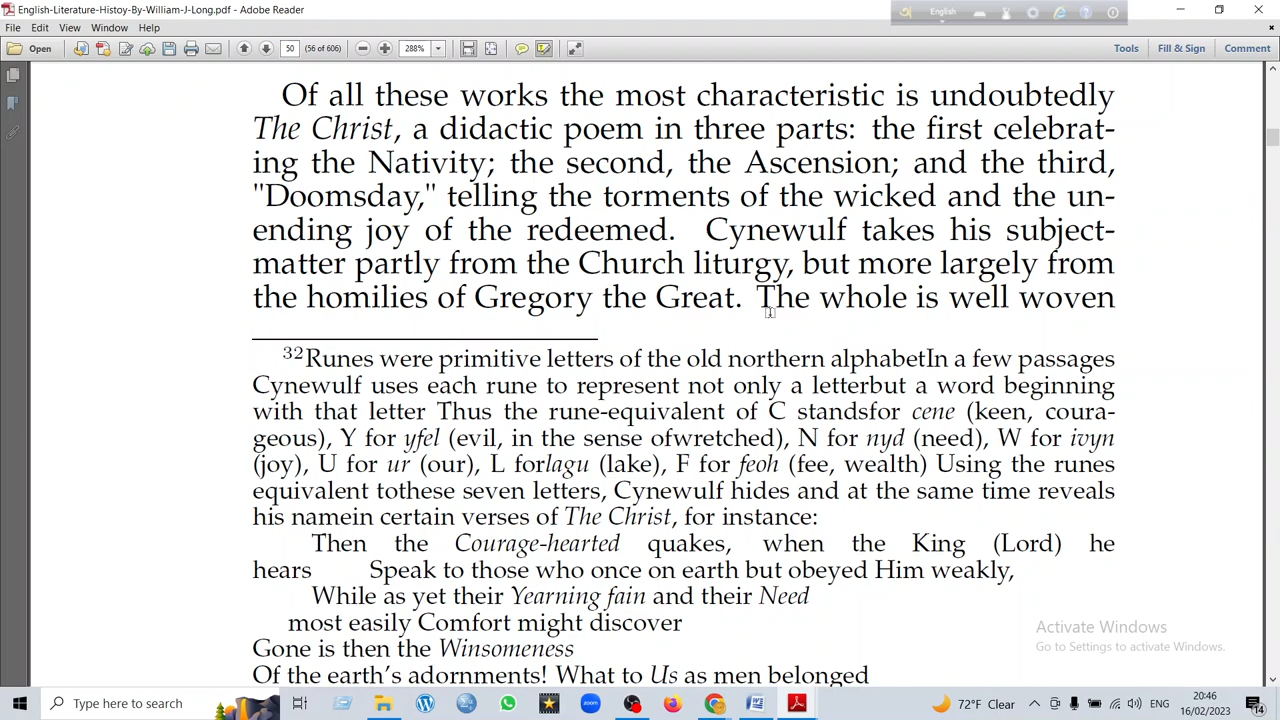 English-Literature-Histoy-By-William-J-Long.pdf - Adobe Reader
English
File Edit View Window Help
Open 50 (56 of 606) 288% Tools Fill & Sign Comment
Of all these works the most characteristic is undoubtedly
The Christ, a didactic poem in three parts: the first celebrat-
ing the Nativity; the second, the Ascension; and the third,
"Doomsday," telling the torments of the wicked and the un-
ending joy of the redeemed. Cynewulf takes his subject-
matter partly from the Church liturgy, but more largely from
the homilies of Gregory the Great. The whole is well woven
32Runes were primitive letters of the old northern alphabetIn a few passages
Cynewulf uses each rune to represent not only a letterbut a word beginning
with that letter Thus the rune-equivalent of C standsfor cene (keen, coura-
geous), Y for yfel (evil, in the sense ofwretched), N for nyd (need), W for ivyn
(joy), U for ur (our), L forlagu (lake), F for feoh (fee, wealth) Using the runes
equivalent tothese seven letters, Cynewulf hides and at the same time reveals
his namein certain verses of The Christ, for instance:
Then the Courage-hearted quakes, when the King (Lord) he
hears Speak to those who once on earth but obeyed Him weakly,
While as yet their Yearning fain and their Need
most easily Comfort might discover
Gone is then the Winsomeness
Of the earth's adornments! What to Us as men belonged
Activate Windows
Go to Settings to activate Windows.
Type here to search
zoom
72°F Clear
ENG
20:46
16/02/2023
14